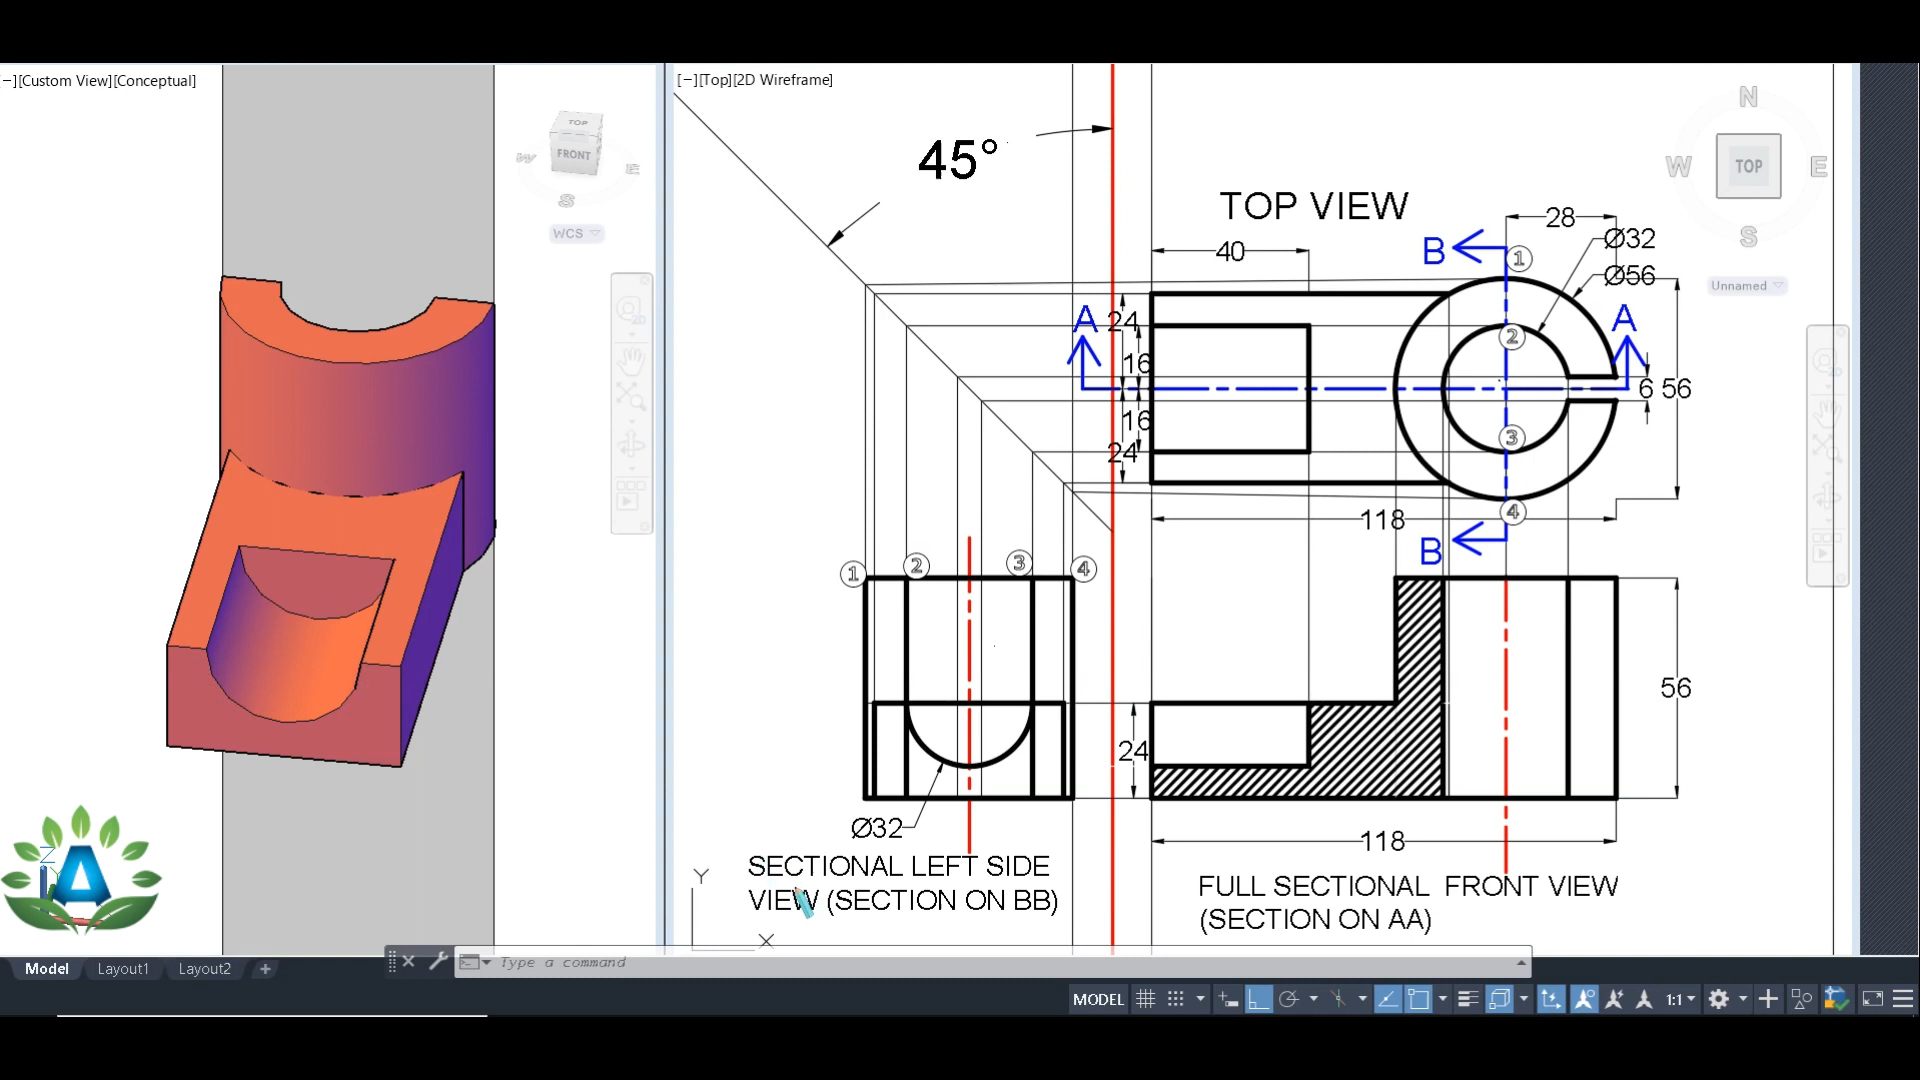 [−][Custom View][Conceptual]
TOP
FRONT
W
E
S
WCS
[−][Top][2D Wireframe]
45°
TOP VIEW
N
W
TOP
E
S
Unnamed
28
Ø32
Ø56
40
B
1
A
24
2
A
16
6
56
16
3
24
118
4
B
1
2
3
4
56
24
Ø32
118
SECTIONAL LEFT SIDE
VIEW (SECTION ON BB)
FULL SECTIONAL FRONT VIEW
(SECTION ON AA)
Z
Y
A
Y
X
Type a command
Model
Layout1
Layout2
+
MODEL
1:1